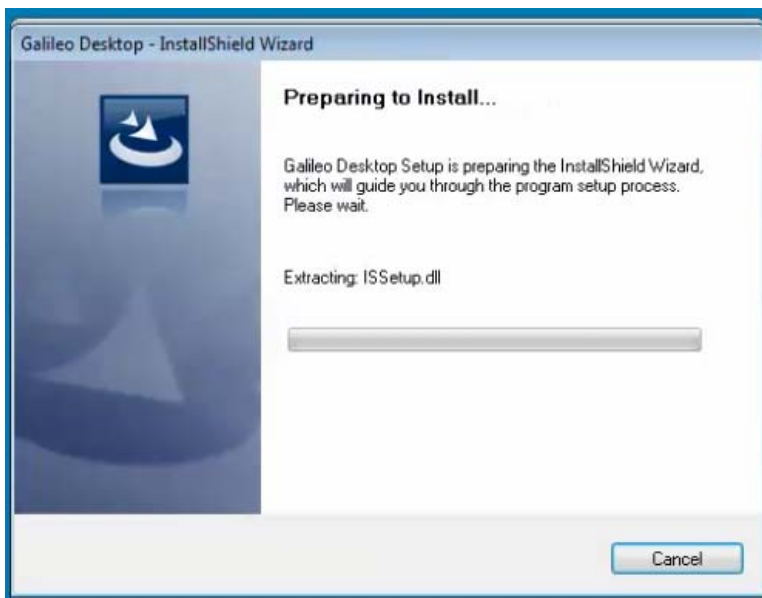 Galileo Desktop - InstallShield Wizard
Preparing to Install...
Galileo Desktop Setup is preparing the InstallShield Wizard,
which will guide you through the program setup process.
Please wait.
Extracting: ISSetup.dll
Cancel